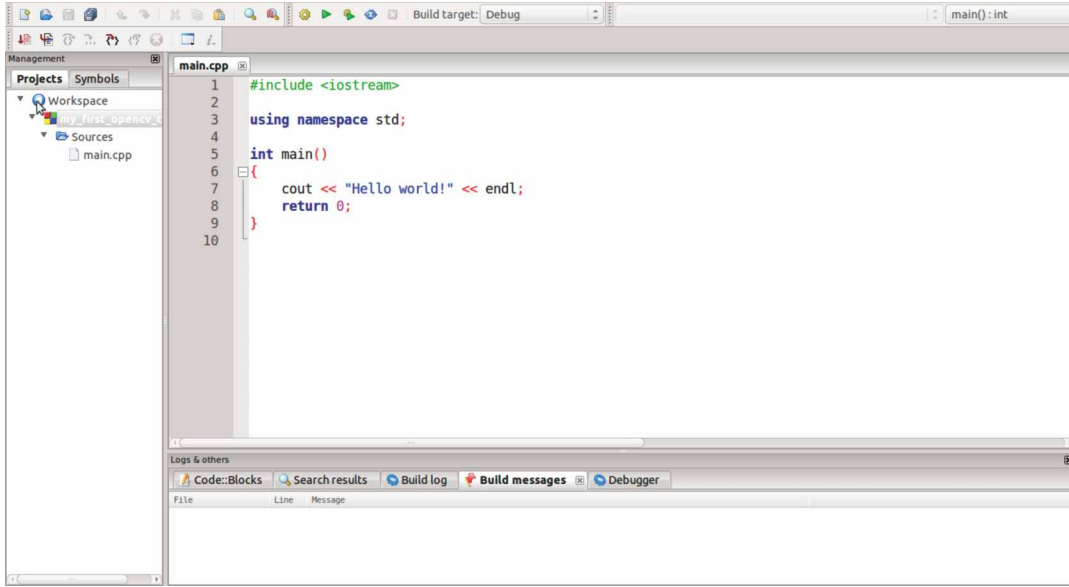 Build target: Debug
main() : int
Management
Projects Symbols
Workspace
my_first_opencv_c
Sources
main.cpp
main.cpp
1 #include <iostream>
2
3 using namespace std;
4
5 int main()
6 {
7 cout << "Hello world!" << endl;
8 return 0;
9 }
10
Logs & others
Code::Blocks Search results Build log Build messages Debugger
File Line Message